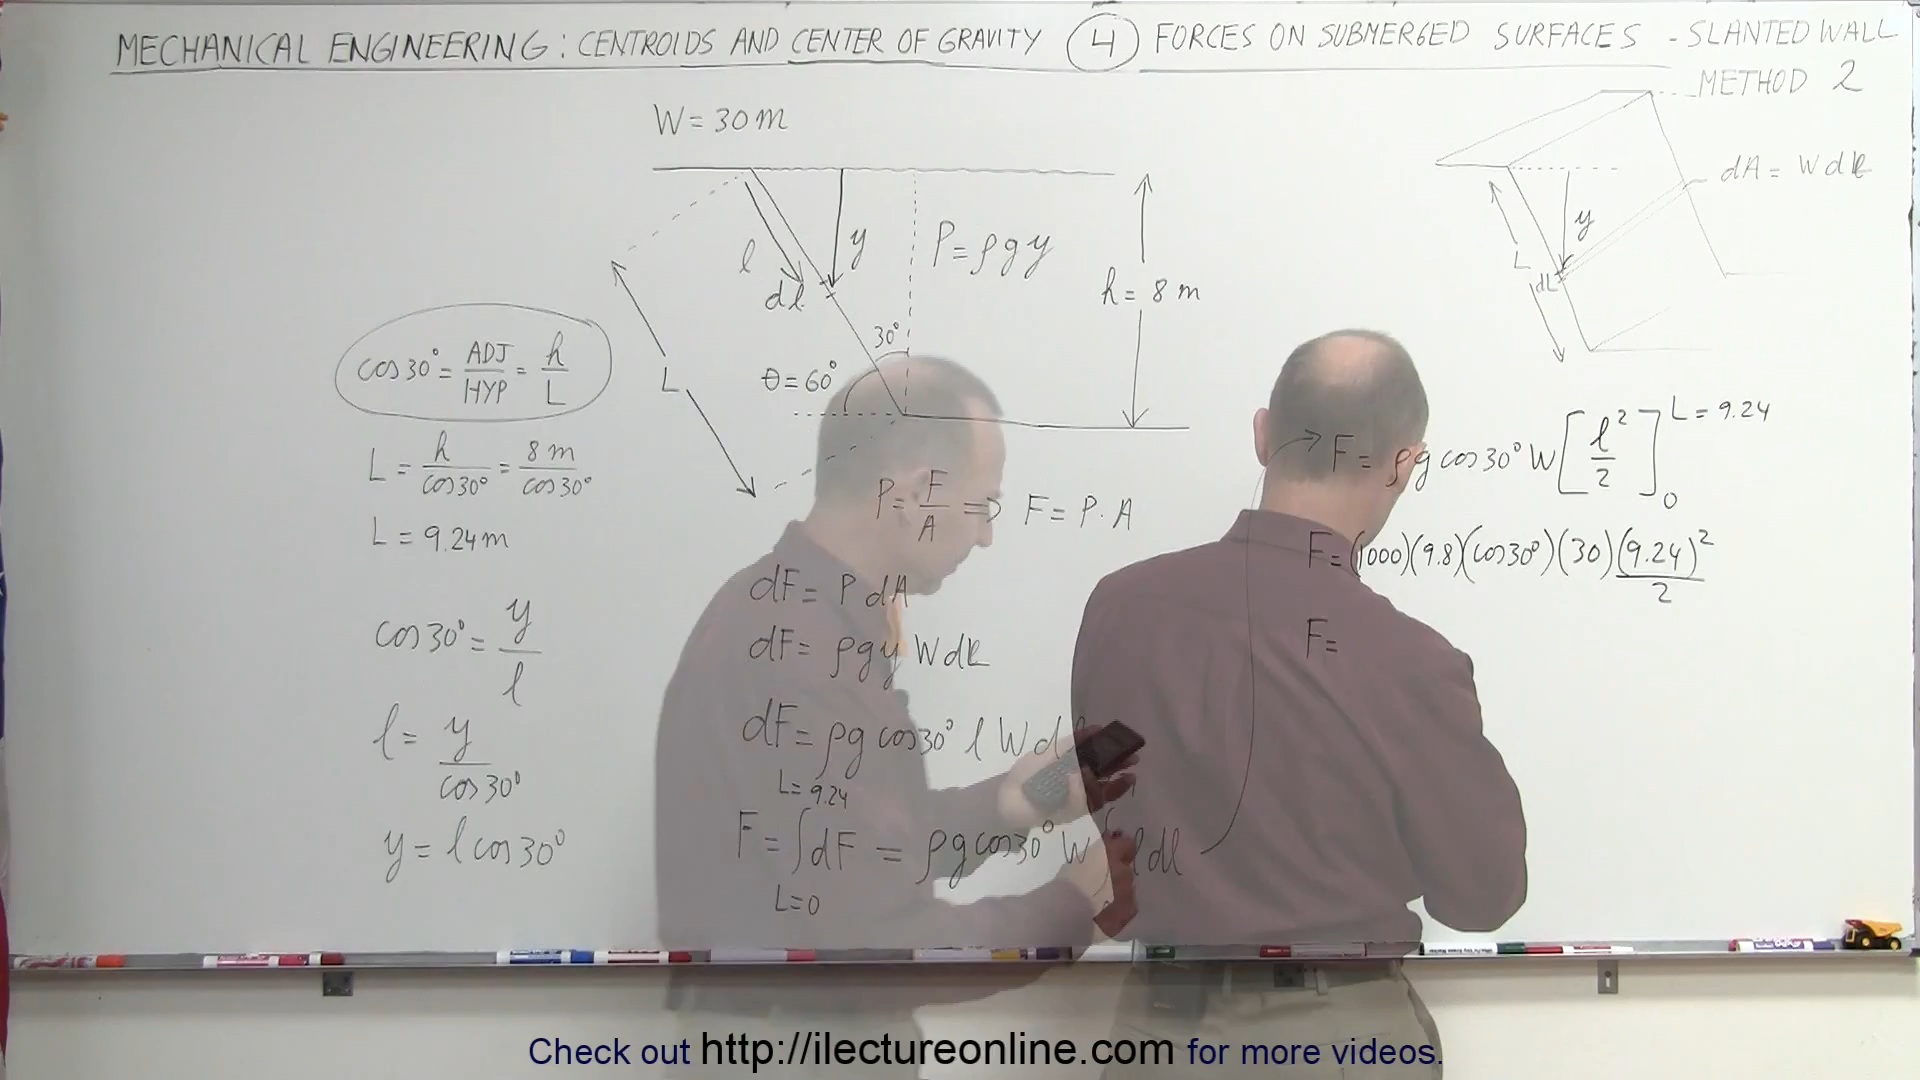 MECHANICAL ENGINEERING: CENTROIDS AND CENTER OF GRAVITY ④ FORCES ON SUBMERGED SURFACES - SLANTED WALL
METHOD 2
W = 30 m
dA = W dl
l
y
P = ρgy
dl
h = 8 m
30°
θ = 60°
L
y
L
dL
cos 30° = ADJ/HYP = h/L
L = h/cos 30° = 8 m/cos 30°
L = 9.24 m
cos 30° = y/l
l = y/cos 30°
y = l cos 30°
P = F/A ⇒ F = P · A
dF = P dA
dF = ρgy W dl
dF = ρg cos 30° l W d
L = 9.24
F = ∫ dF = ρg cos 30° W ∫ l dl
L = 0
F = ρg cos 30° W [l²/2]₀ L = 9.24
F = (1000)(9.8)(cos 30°)(30)(9.24)²/2
F =
Check out http://ilectureonline.com for more videos.